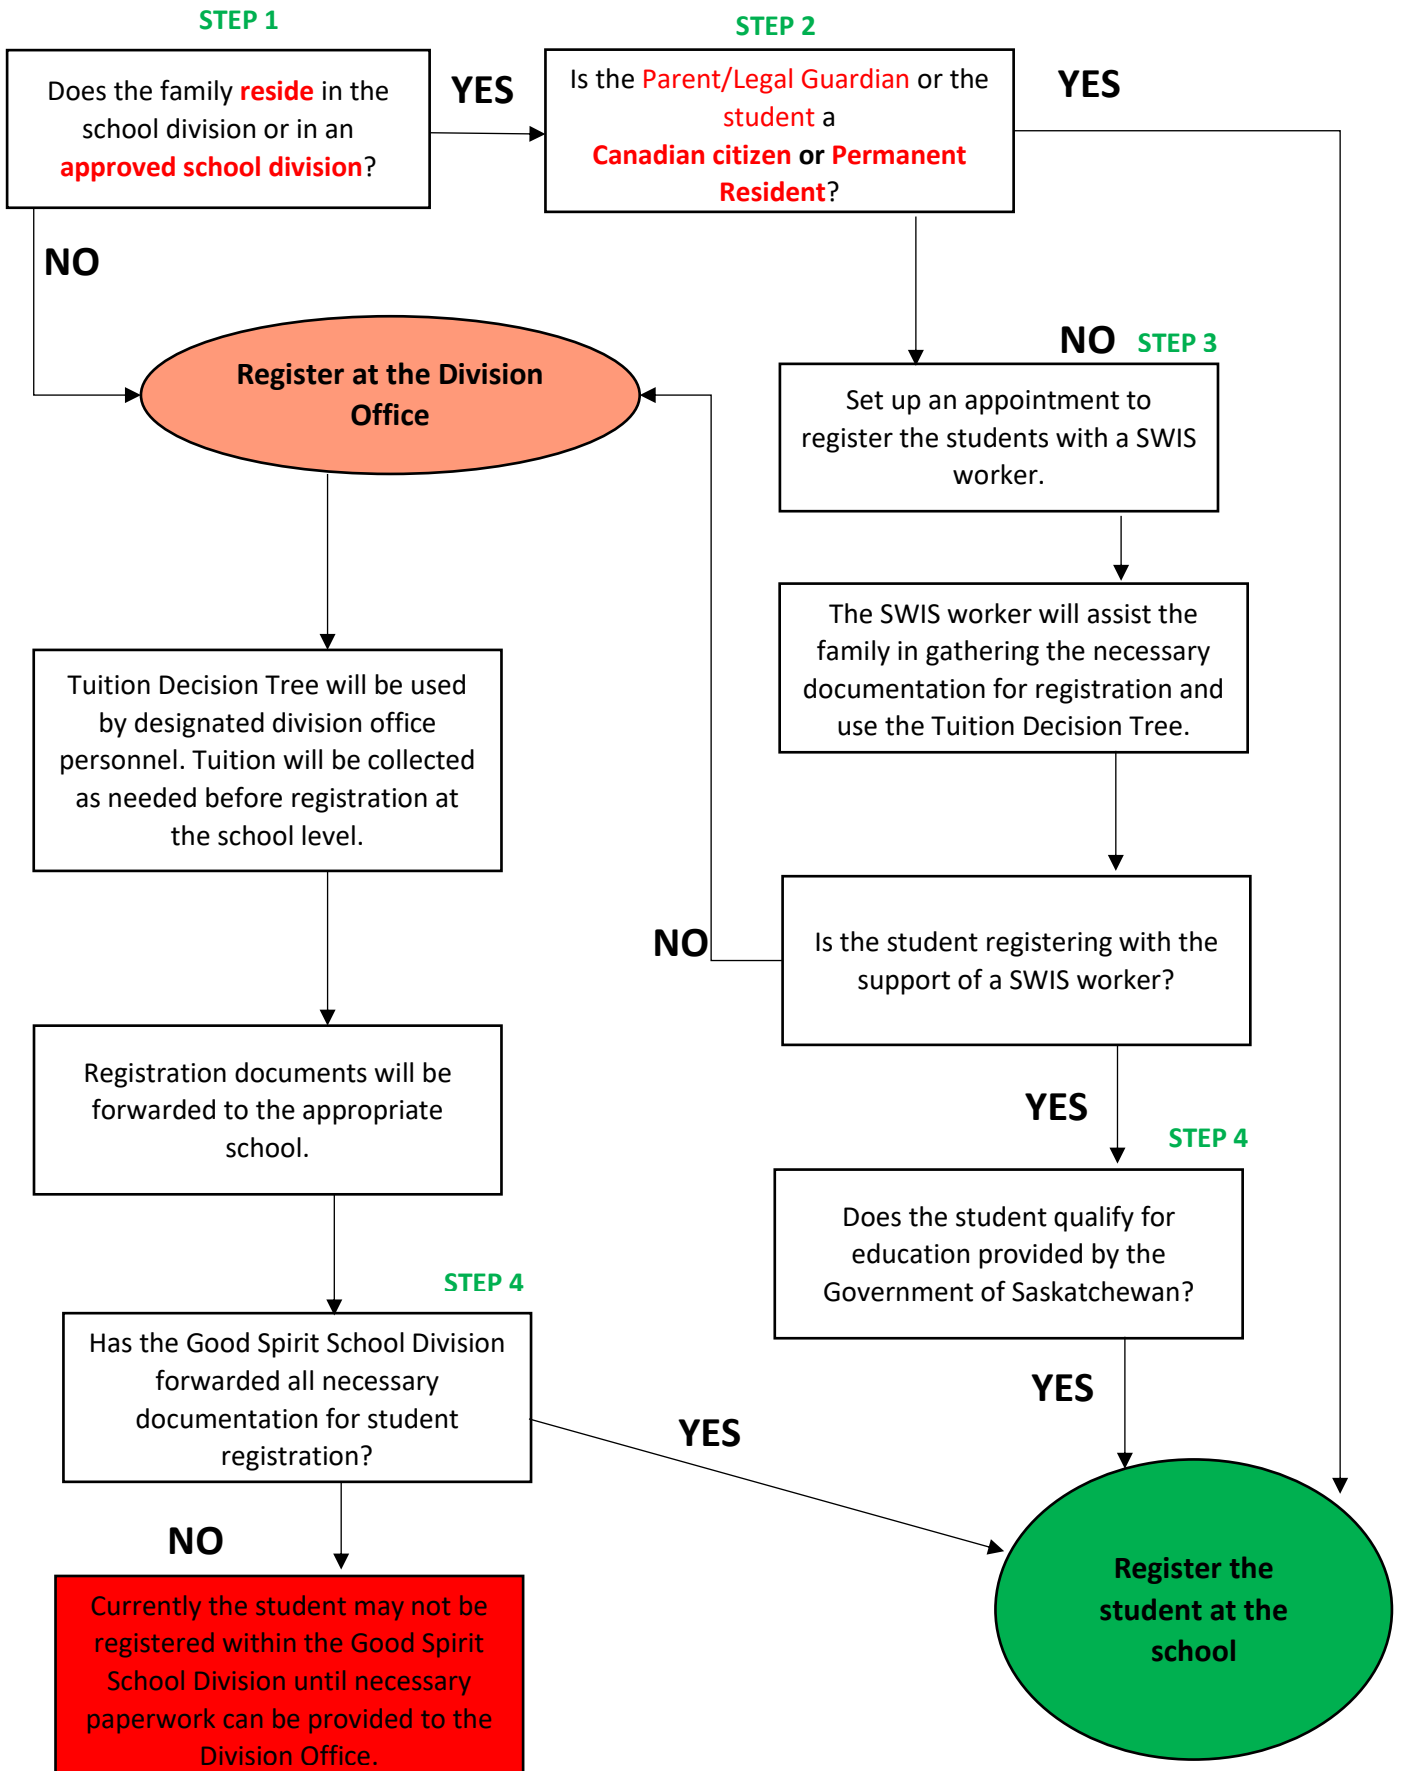 STEP 1
Does the family reside in the
school division or in an
approved school division?
YES
STEP 2
Is the Parent/Legal Guardian or the
student a
Canadian citizen or Permanent
Resident?
YES
NO
Register at the Division
Office
NO
STEP 3
Set up an appointment to
register the students with a SWIS
worker.
The SWIS worker will assist the
family in gathering the necessary
documentation for registration and
use the Tuition Decision Tree.
Tuition Decision Tree will be used
by designated division office
personnel. Tuition will be collected
as needed before registration at
the school level.
NO
Is the student registering with the
support of a SWIS worker?
Registration documents will be
forwarded to the appropriate
school.
YES
STEP 4
Does the student qualify for
education provided by the
Government of Saskatchewan?
STEP 4
Has the Good Spirit School Division
forwarded all necessary
documentation for student
registration?
YES
YES
NO
Currently the student may not be
registered within the Good Spirit
School Division until necessary
paperwork can be provided to the
Division Office.
Register the
student at the
school